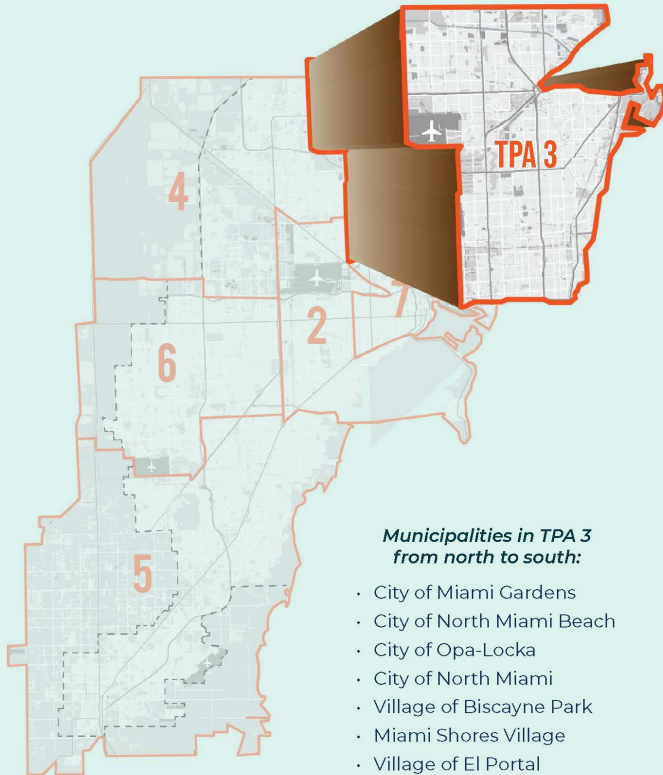 TPA 3
4
7
2
6
5
Municipalities in TPA 3
from north to south:
• City of Miami Gardens
• City of North Miami Beach
• City of Opa-Locka
• City of North Miami
• Village of Biscayne Park
• Miami Shores Village
• Village of El Portal